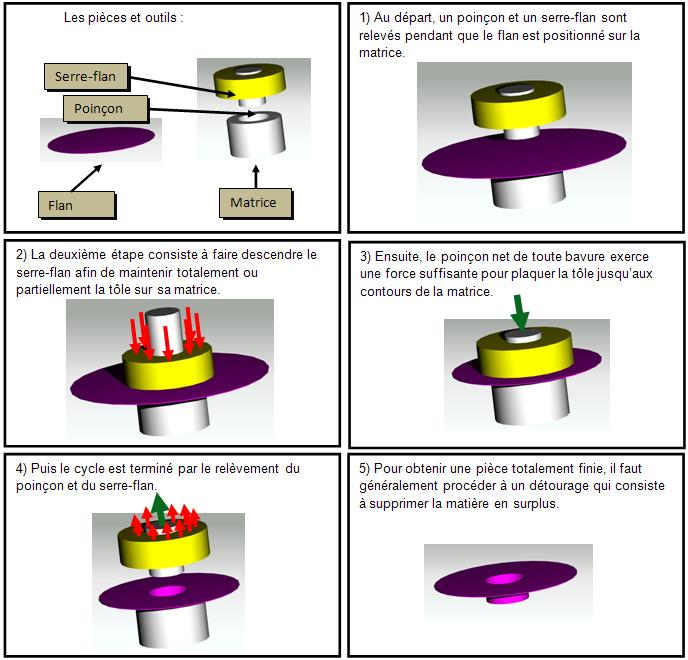 Les pièces et outils :
Serre-flan
Poinçon
Flan
Matrice
1) Au départ, un poinçon et un serre-flan sont
relevés pendant que le flan est positionné sur la
matrice.
2) La deuxième étape consiste à faire descendre le
serre-flan afin de maintenir totalement ou
partiellement la tôle sur sa matrice.
3) Ensuite, le poinçon net de toute bavure exerce
une force suffisante pour plaquer la tôle jusqu'aux
contours de la matrice.
4) Puis le cycle est terminé par le relèvement du
poinçon et du serre-flan.
5) Pour obtenir une pièce totalement finie, il faut
généralement procéder à un détourage qui consiste
à supprimer la matière en surplus.